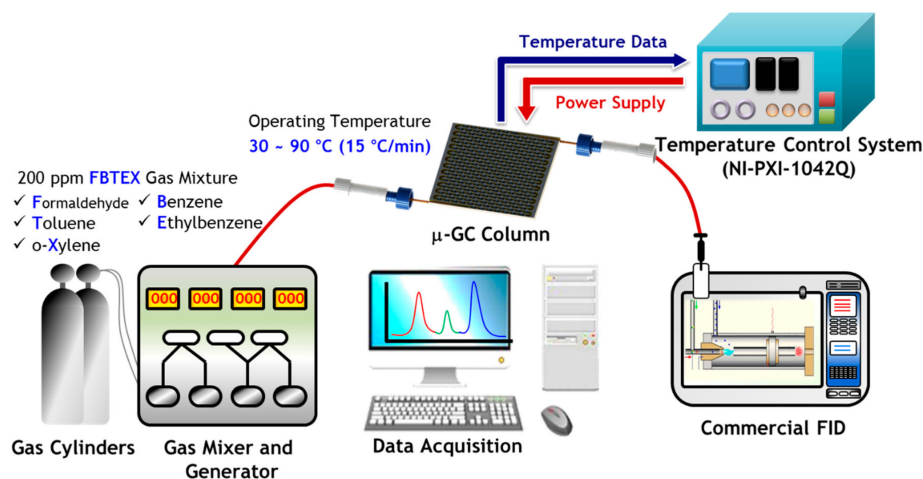 Temperature Data
Power Supply
Operating Temperature
30 ~ 90 °C (15 °C/min)
Temperature Control System
(NI-PXI-1042Q)
200 ppm FBTEX Gas Mixture
✓ Formaldehyde ✓ Benzene
✓ Toluene ✓ Ethylbenzene
✓ o-Xylene
μ-GC Column
000 000 000 000
Gas Cylinders
Gas Mixer and
Generator
Data Acquisition
Commercial FID